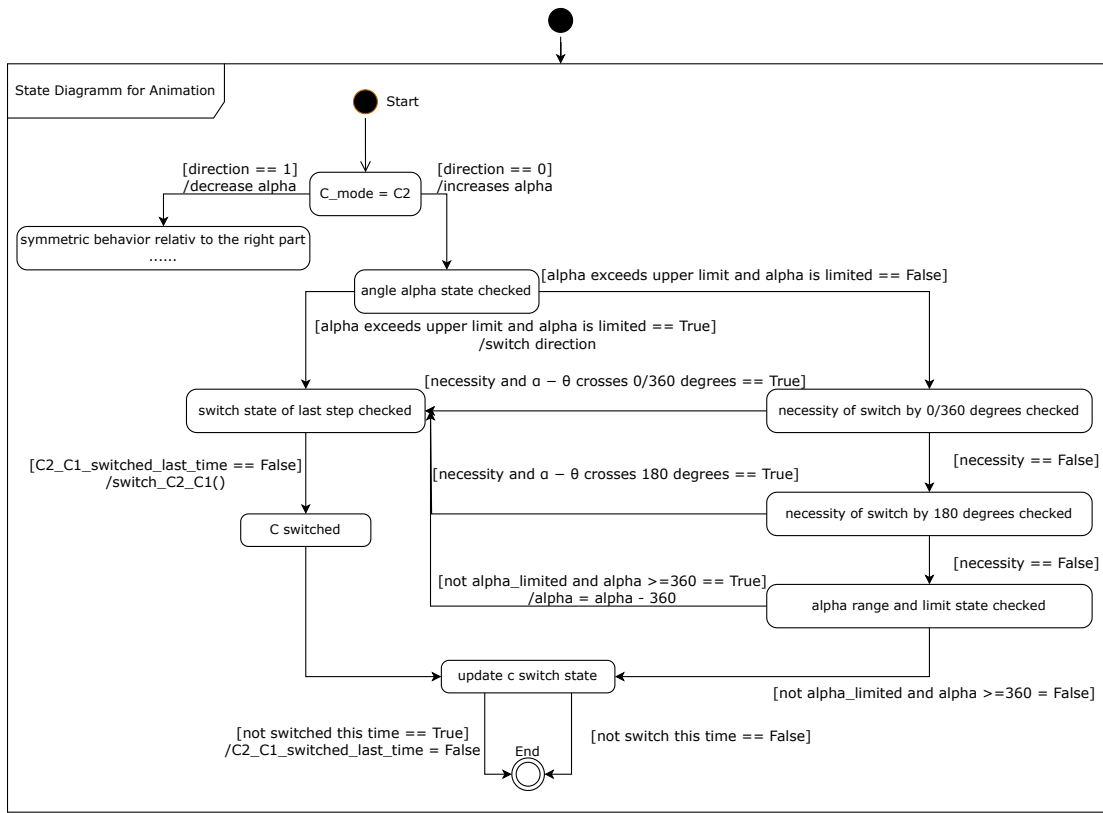 State Diagramm for Animation
Start
[direction == 1]
/decrease alpha
[direction == 0]
/increases alpha
C_mode = C2
symmetric behavior relativ to the right part
......
angle alpha state checked
[alpha exceeds upper limit and alpha is limited == False]
[alpha exceeds upper limit and alpha is limited == True]
/switch direction
[necessity and α − θ crosses 0/360 degrees == True]
switch state of last step checked
necessity of switch by 0/360 degrees checked
[C2_C1_switched_last_time == False]
/switch_C2_C1()
[necessity and α − θ crosses 180 degrees == True]
[necessity == False]
C switched
necessity of switch by 180 degrees checked
[necessity == False]
[not alpha_limited and alpha >=360 == True]
/alpha = alpha - 360
alpha range and limit state checked
update c switch state
[not alpha_limited and alpha >=360 = False]
[not switched this time == True]
/C2_C1_switched_last_time = False
[not switch this time == False]
End